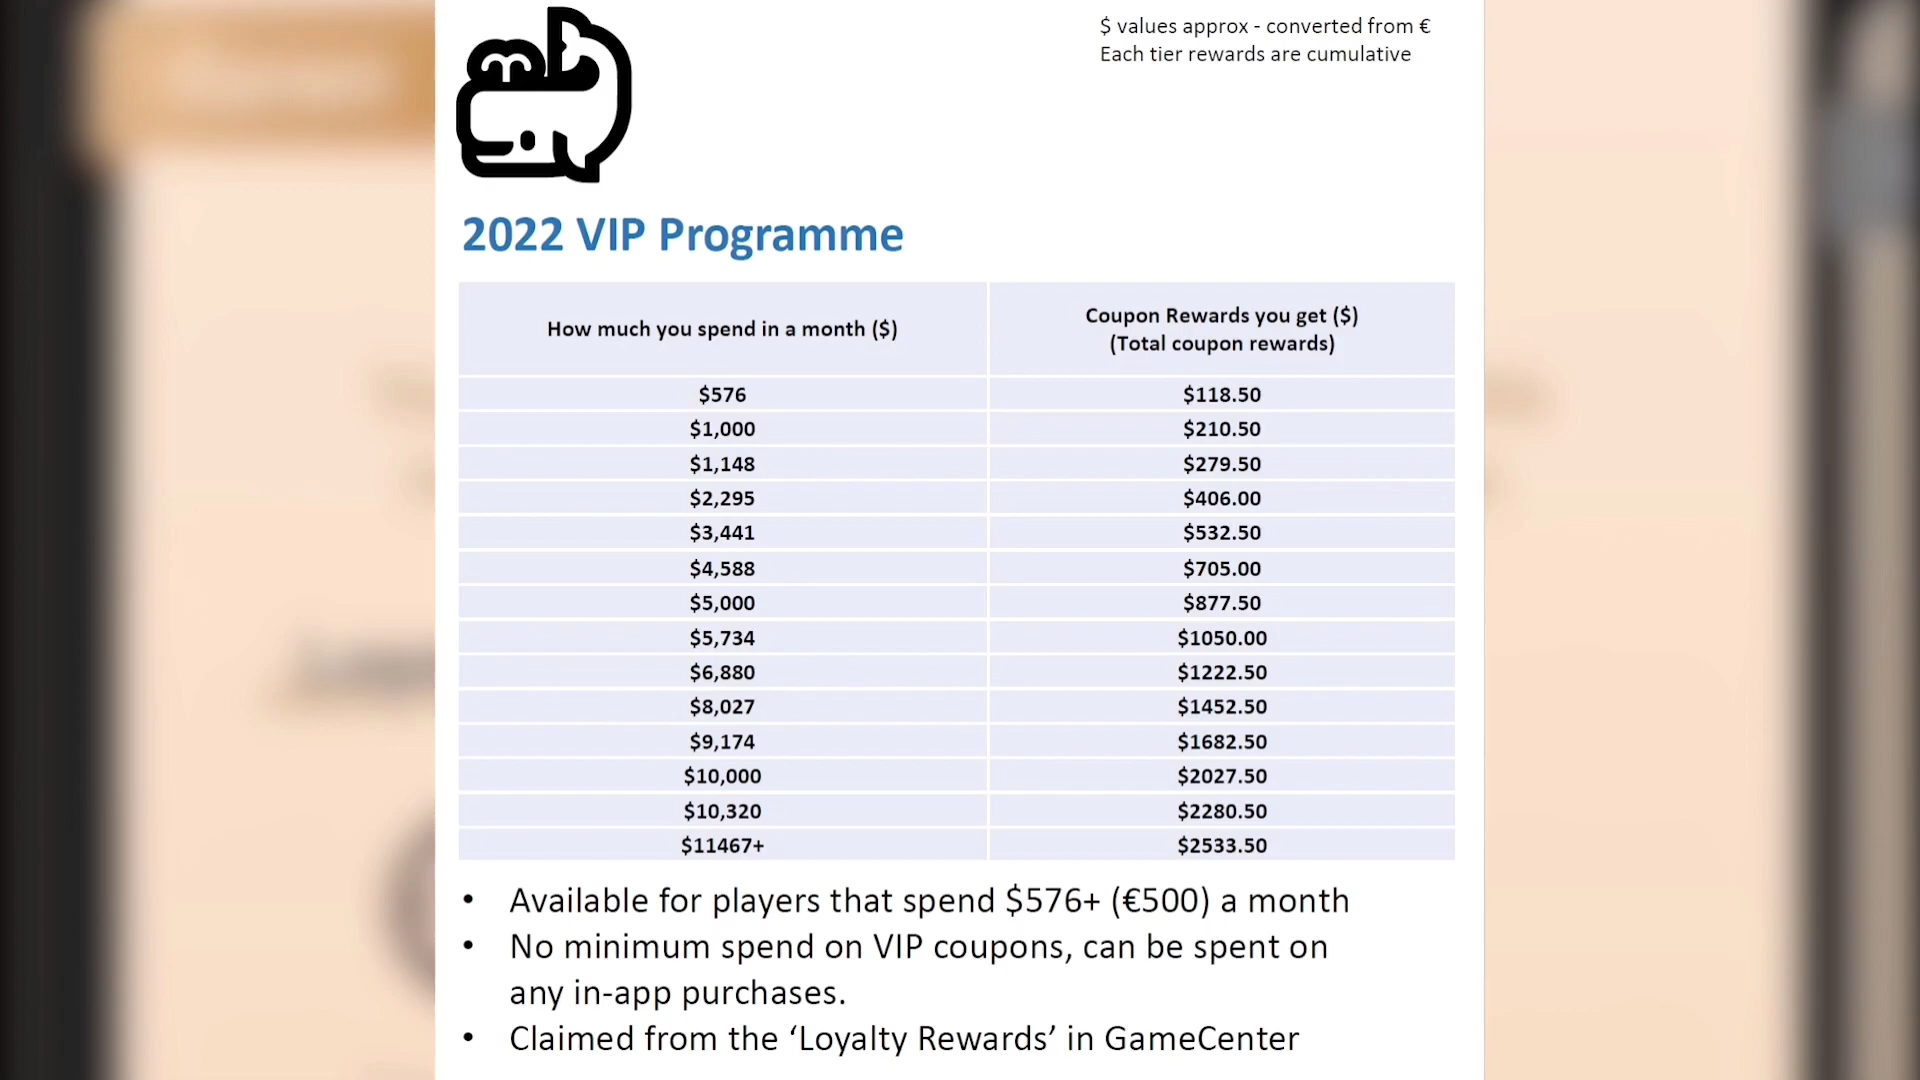 $ values approx - converted from €
Each tier rewards are cumulative
2022 VIP Programme
How much you spend in a month ($)
Coupon Rewards you get ($)
(Total coupon rewards)
$576 $118.50
$1,000 $210.50
$1,148 $279.50
$2,295 $406.00
$3,441 $532.50
$4,588 $705.00
$5,000 $877.50
$5,734 $1050.00
$6,880 $1222.50
$8,027 $1452.50
$9,174 $1682.50
$10,000 $2027.50
$10,320 $2280.50
$11467+ $2533.50
• Available for players that spend $576+ (€500) a month
• No minimum spend on VIP coupons, can be spent on
any in-app purchases.
• Claimed from the ‘Loyalty Rewards’ in GameCenter